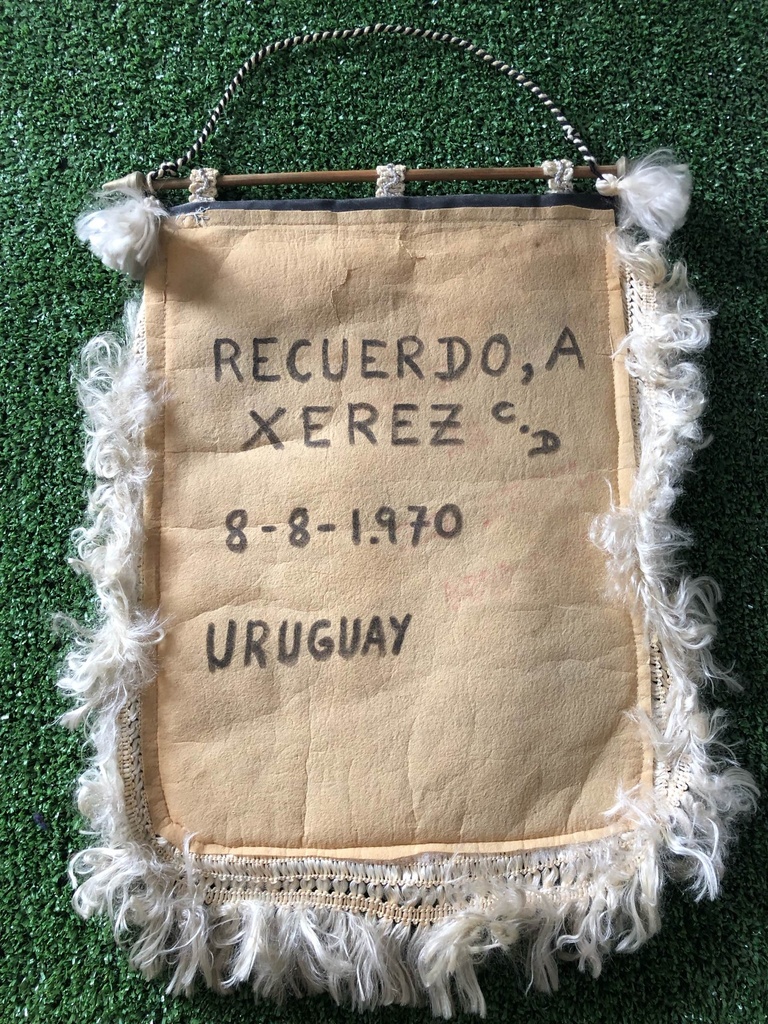 RECUERDO, A
XEREZ C.D
8-8-1.970
URUGUAY